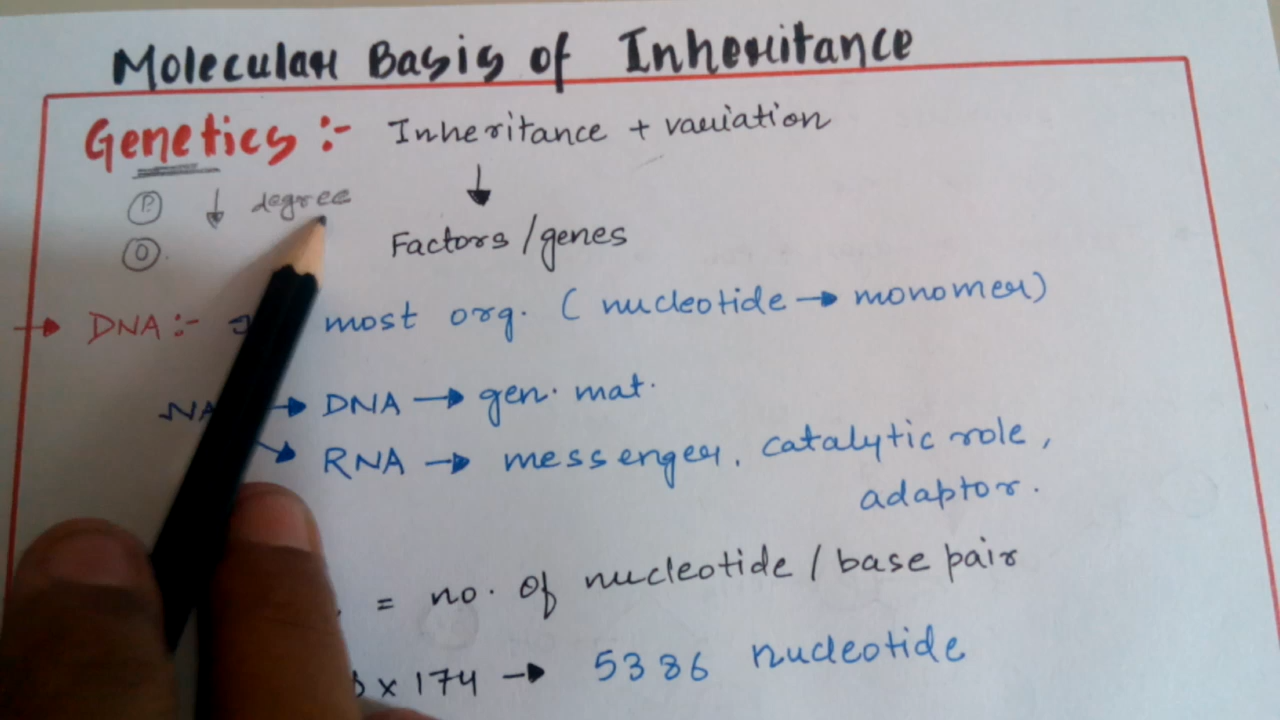 Molecular Basis of Inheritance
Genetics :- Inheritance + variation
P. ↓ degree
O. Factors/genes
→ DNA :- most org. ( nucleotide → monomer)
NA → DNA → gen. mat.
→ RNA → messenger, catalytic role,
adaptor.
= no. of nucleotide / base pair
x 174 → 5386 nucleotide